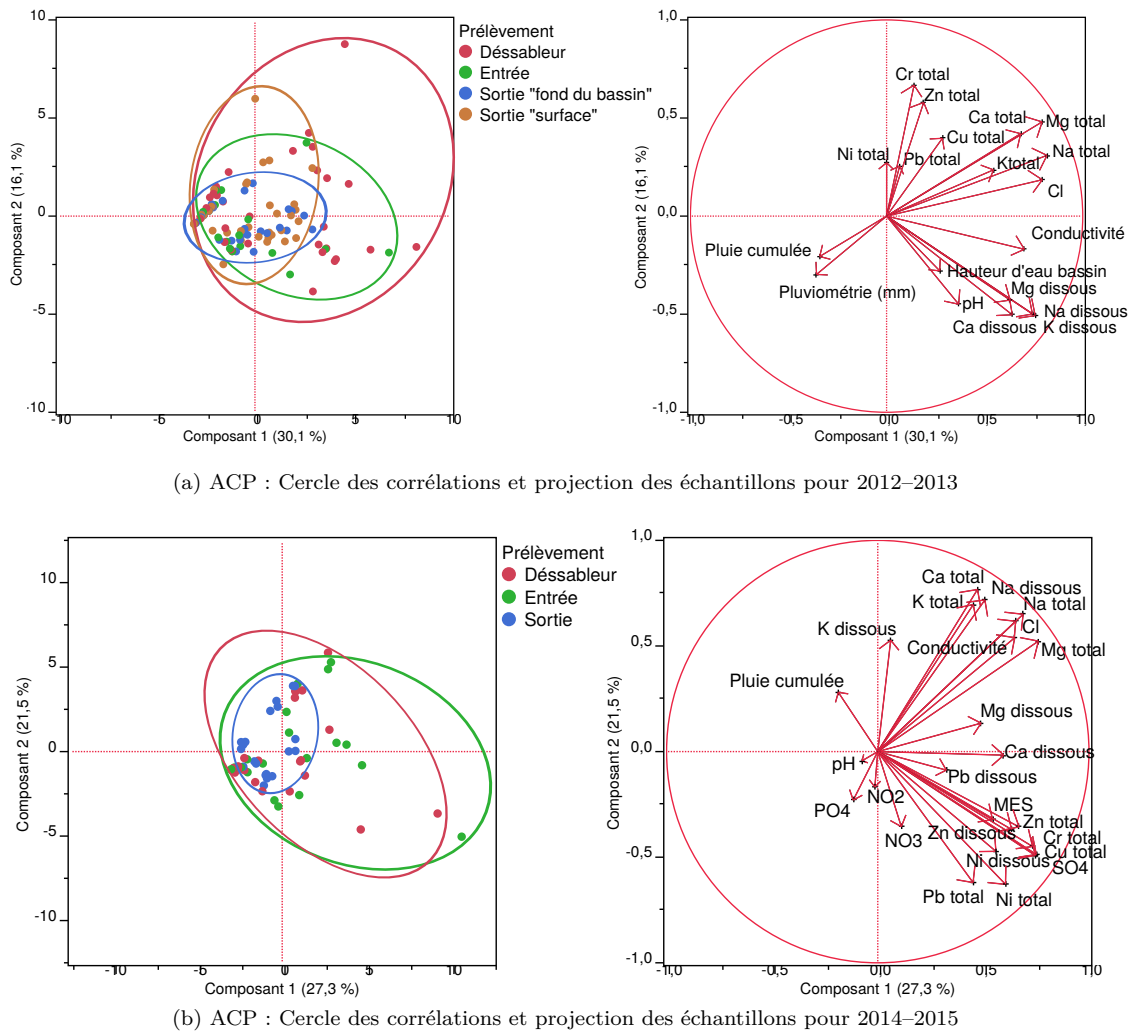 10
5
0
-5
-10
Composant 2 (16,1 %)
-10
-5
0
5
10
Composant 1 (30,1 %)
Prélèvement
Déssableur
Entrée
Sortie "fond du bassin"
Sortie "surface"
1,0
0,5
0,0
-0,5
-1,0
Composant 2 (16,1 %)
Cr total
Zn total
Ca total
Mg total
Cu total
Ni total
Pb total
Na total
Ktotal
Cl
Conductivité
Pluie cumulée
Hauteur d'eau bassin
Pluviométrie (mm)
Mg dissous
pH
Na dissous
Ca dissous
K dissous
-1,0
-0,5
0,0
0,5
1,0
Composant 1 (30,1 %)
(a) ACP : Cercle des corrélations et projection des échantillons pour 2012–2013
10
5
0
-5
-10
Composant 2 (21,5 %)
-10
-5
0
5
10
Composant 1 (27,3 %)
Prélèvement
Déssableur
Entrée
Sortie
1,0
0,5
0,0
-0,5
-1,0
Composant 2 (21,5 %)
Ca total
Na dissous
K total
Na total
K dissous
Cl
Conductivité
Mg total
Pluie cumulée
Mg dissous
Ca dissous
pH
Pb dissous
NO2
PO4
MES
NO3
Zn dissous
Zn total
Cr total
Cu total
Ni dissous
SO4
Pb total
Ni total
-1,0
-0,5
0,0
0,5
1,0
Composant 1 (27,3 %)
(b) ACP : Cercle des corrélations et projection des échantillons pour 2014–2015